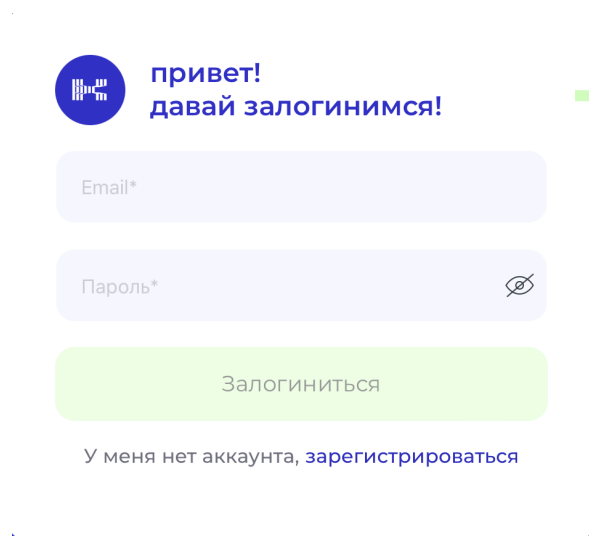 привет!
давай залогинимся!
Email*
Пароль*
Залогиниться
У меня нет аккаунта, зарегистрироваться